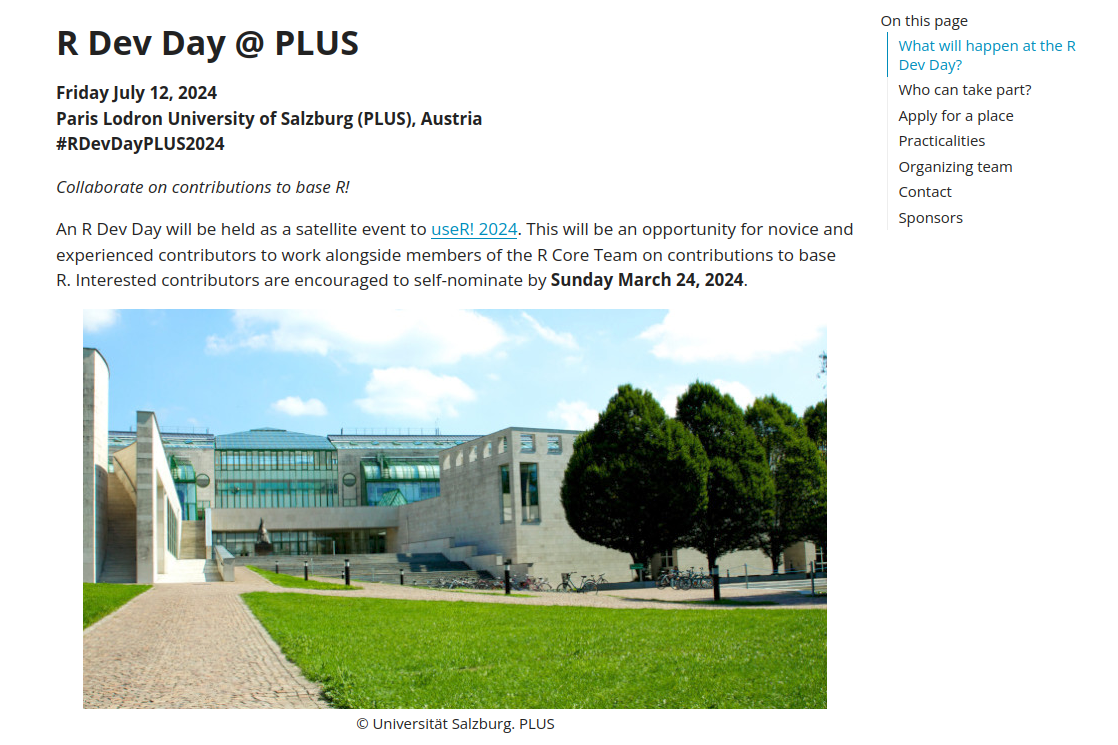 R Dev Day @ PLUS
Friday July 12, 2024
Paris Lodron University of Salzburg (PLUS), Austria
#RDevDayPLUS2024
Collaborate on contributions to base R!
An R Dev Day will be held as a satellite event to useR! 2024. This will be an opportunity for novice and
experienced contributors to work alongside members of the R Core Team on contributions to base
R. Interested contributors are encouraged to self-nominate by Sunday March 24, 2024.
© Universität Salzburg. PLUS
On this page
What will happen at the R
Dev Day?
Who can take part?
Apply for a place
Practicalities
Organizing team
Contact
Sponsors